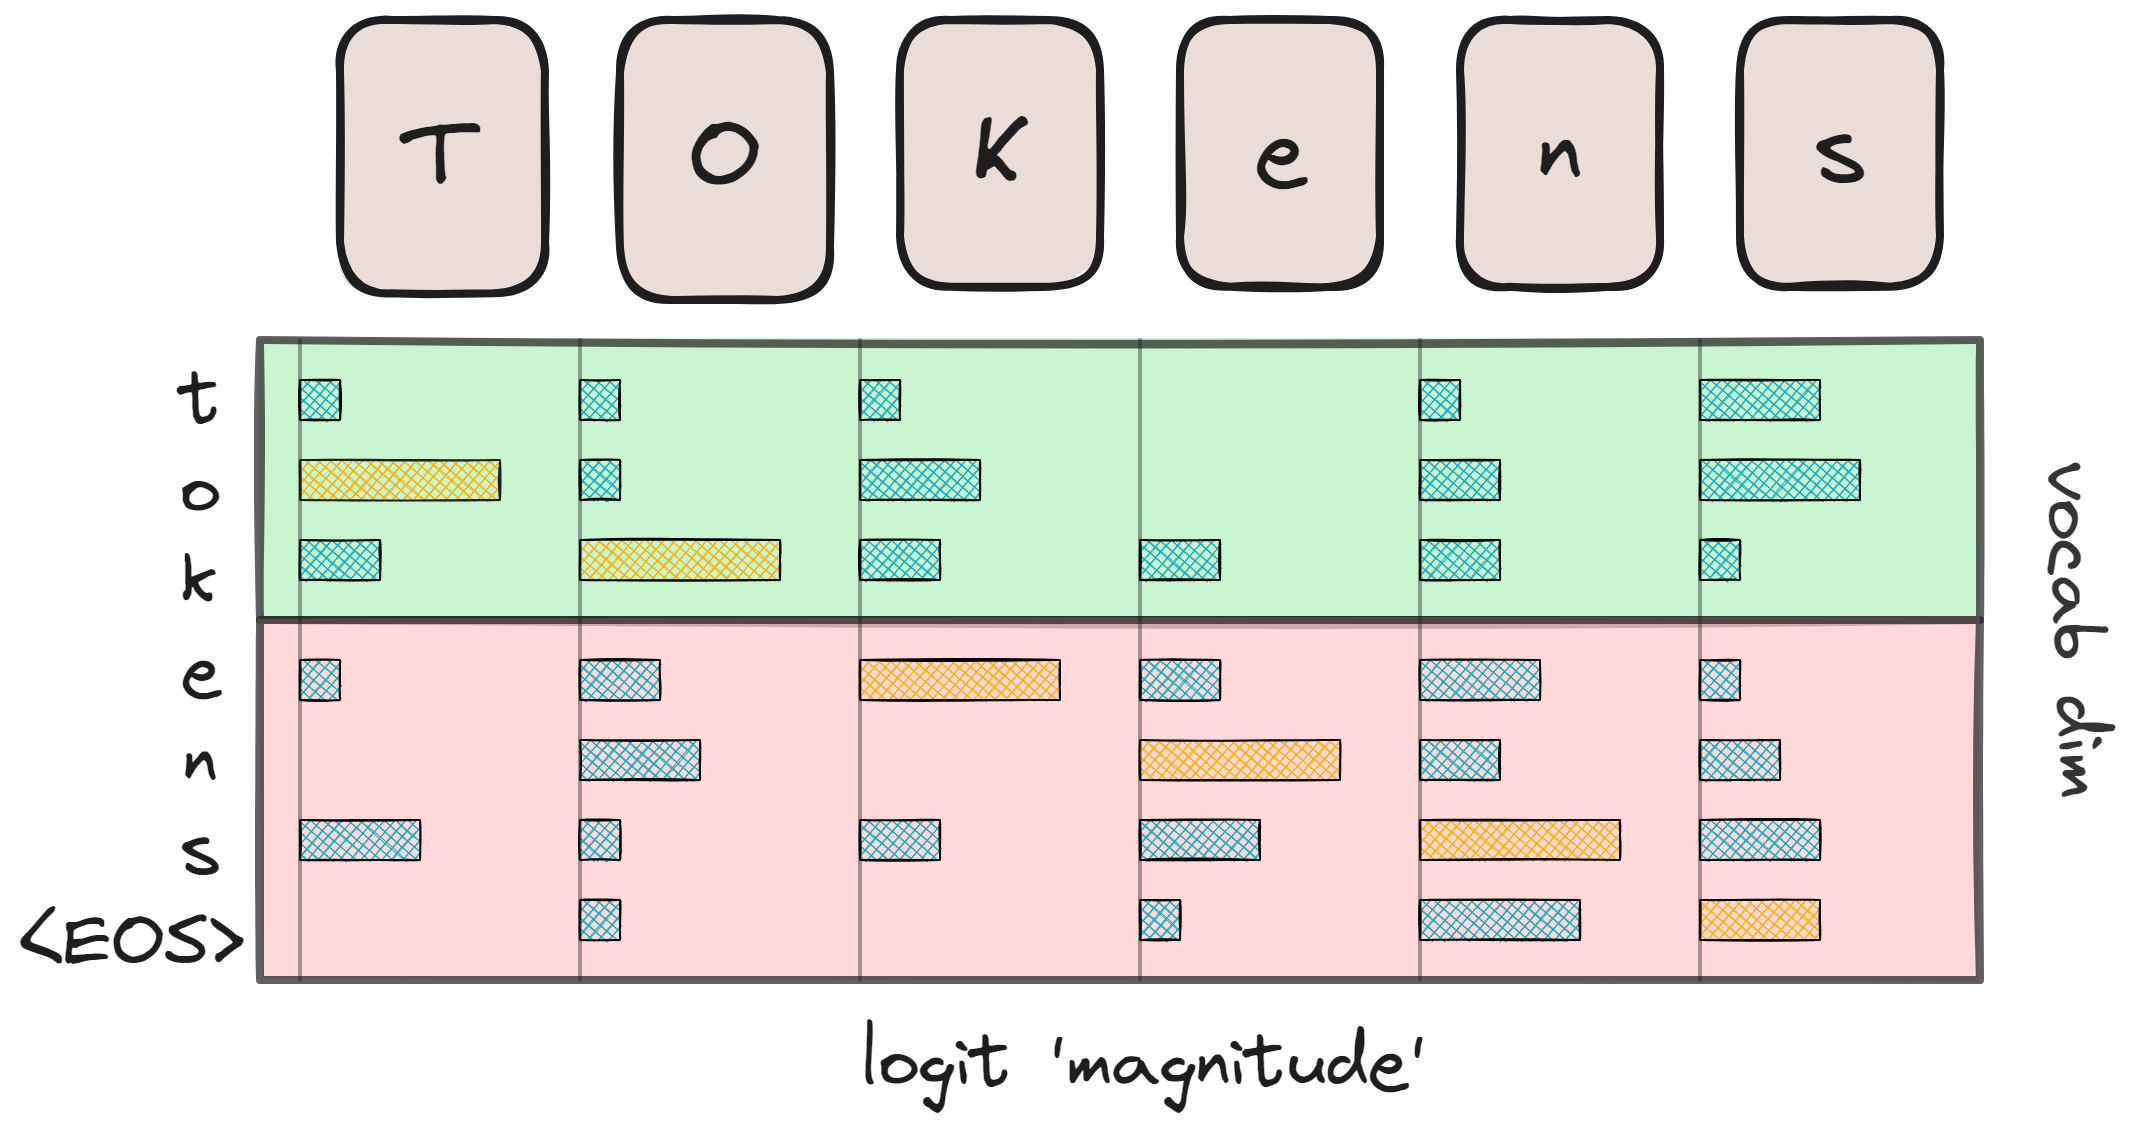 T O K e n s
t
o
k
e
n
s
<EOS>
vocab dim
logit 'magnitude'